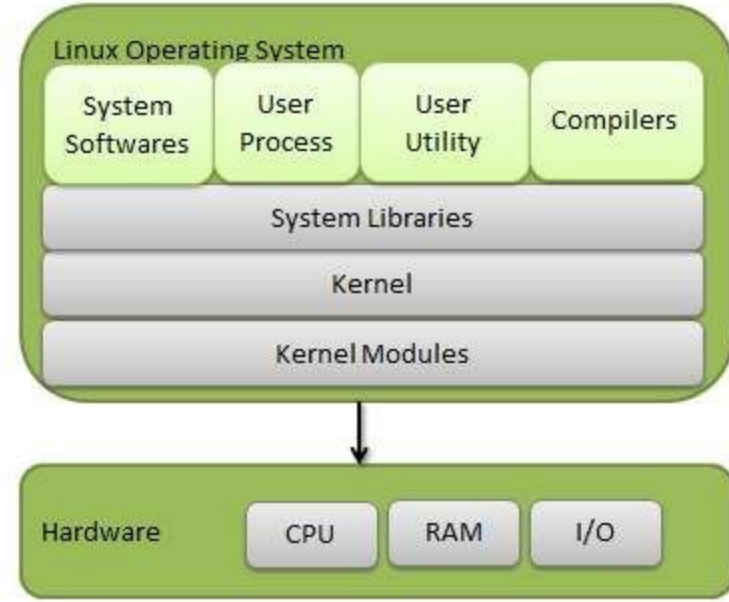 Linux Operating System
System
Softwares
User
Process
User
Utility
Compilers
System Libraries
Kernel
Kernel Modules
Hardware
CPU
RAM
I/O